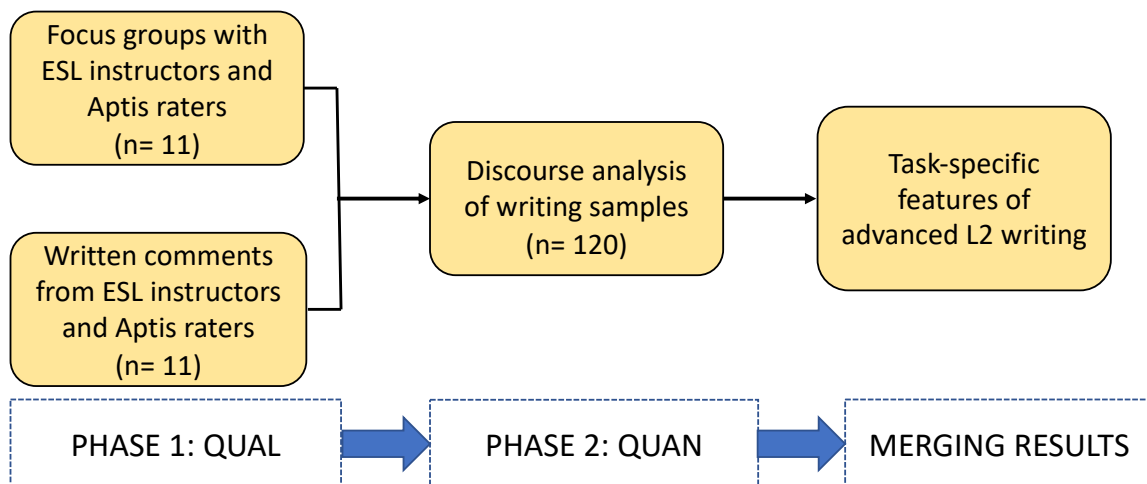 Focus groups with
ESL instructors and
Aptis raters
(n= 11)
Written comments
from ESL instructors
and Aptis raters
(n= 11)
Discourse analysis
of writing samples
(n= 120)
Task-specific
features of
advanced L2 writing
PHASE 1: QUAL
PHASE 2: QUAN
MERGING RESULTS